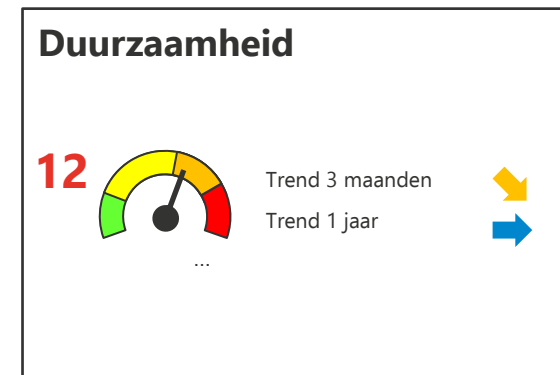 Duurzaamheid
12
Trend 3 maanden
Trend 1 jaar
...